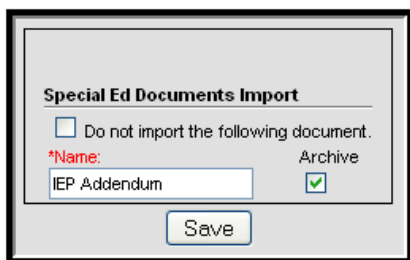 Special Ed Documents Import
Do not import the following document.
*Name: Archive
IEP Addendum
Save